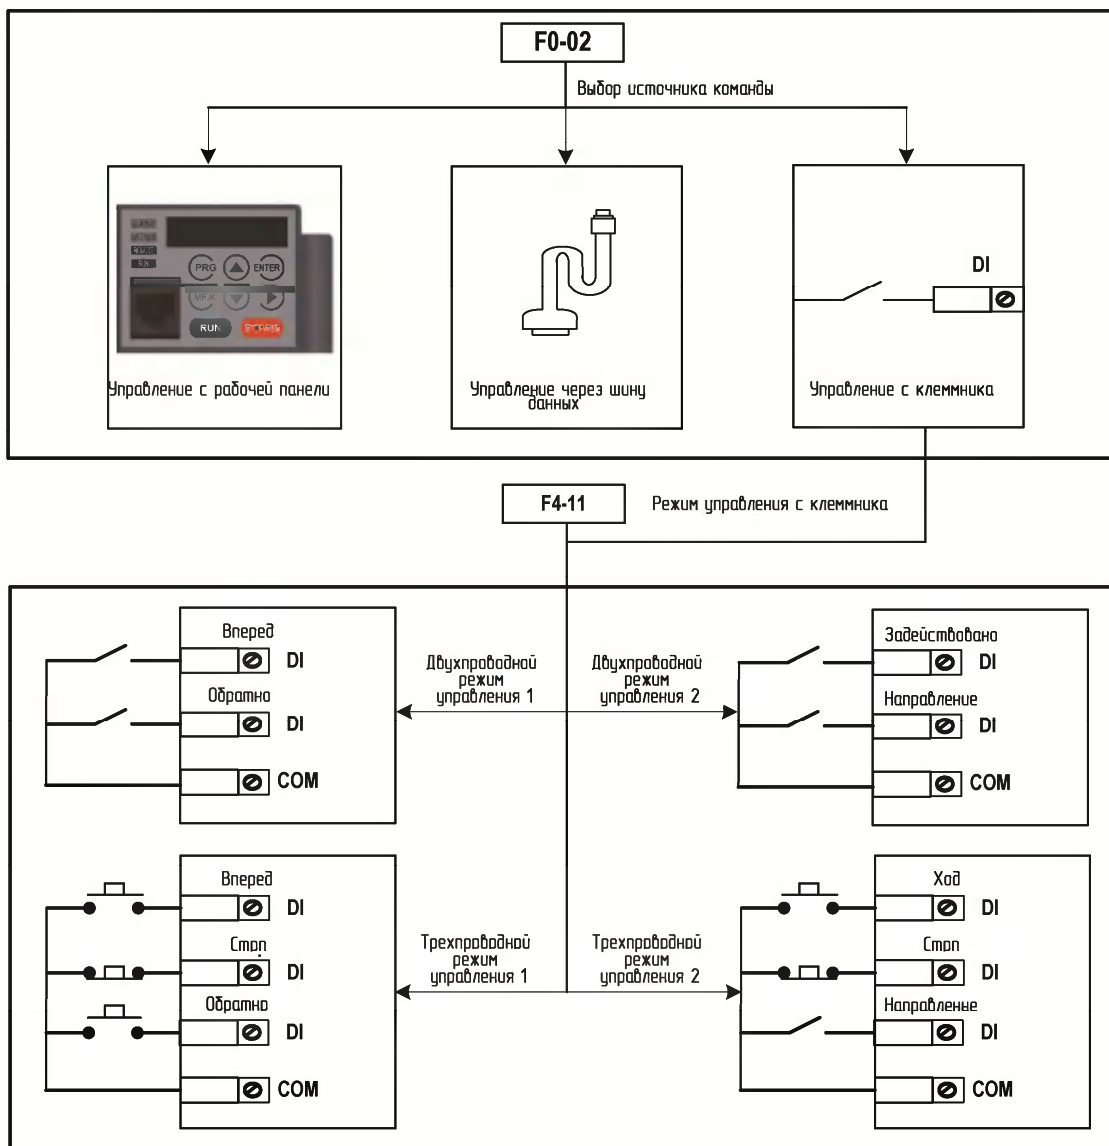 F0-02
Выбор источника команды
PRG
ENTER
MF.K
RUN
DI
Управление с рабочей панели
Управление через шину
данных
Управление с клеммника
F4-11
Режим управления с клеммника
Вперед
DI
Обратно
DI
COM
Двухпроводной
режим
управления 1
Двухпроводной
режим
управления 2
Задействовано
DI
Направление
DI
COM
Вперед
DI
Стоп
DI
Обратно
DI
COM
Трехпроводной
режим
управления 1
Трехпроводной
режим
управления 2
Ход
DI
Стоп
DI
Направление
DI
COM